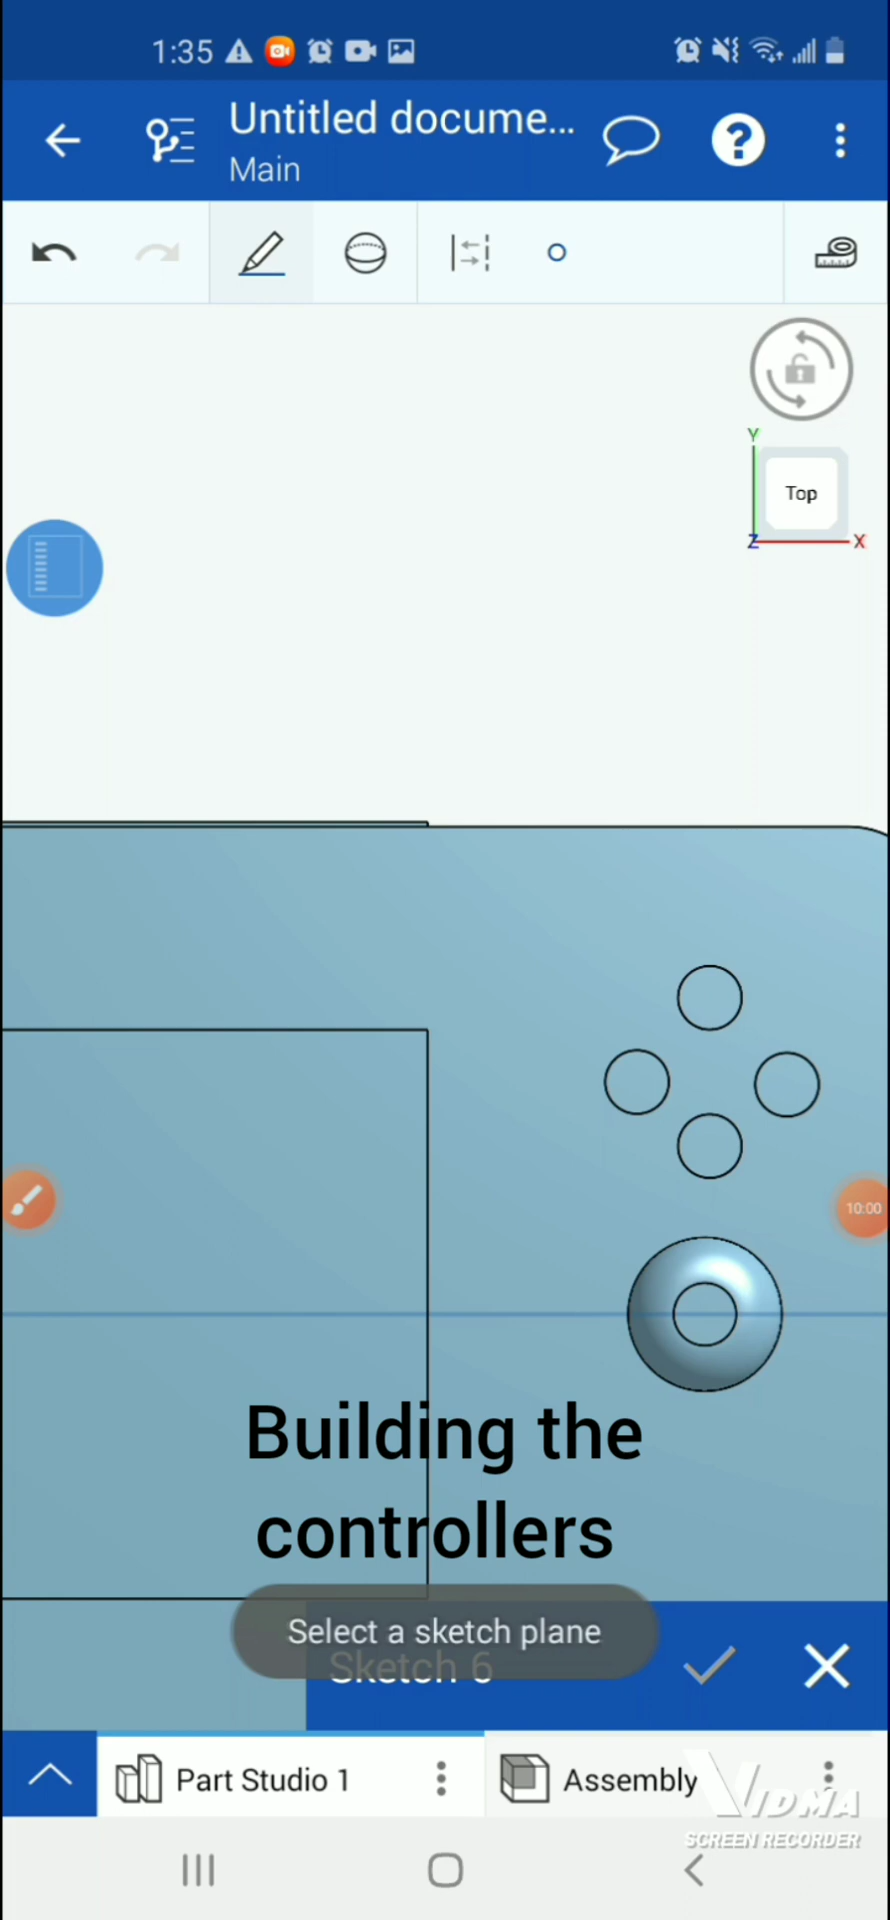 1:35
Untitled docume...
Main
Y
Top
Z
X
10:00
Building the
controllers
Select a sketch plane
Sketch 6
Part Studio 1
Assembly
VIDMA
SCREEN RECORDER